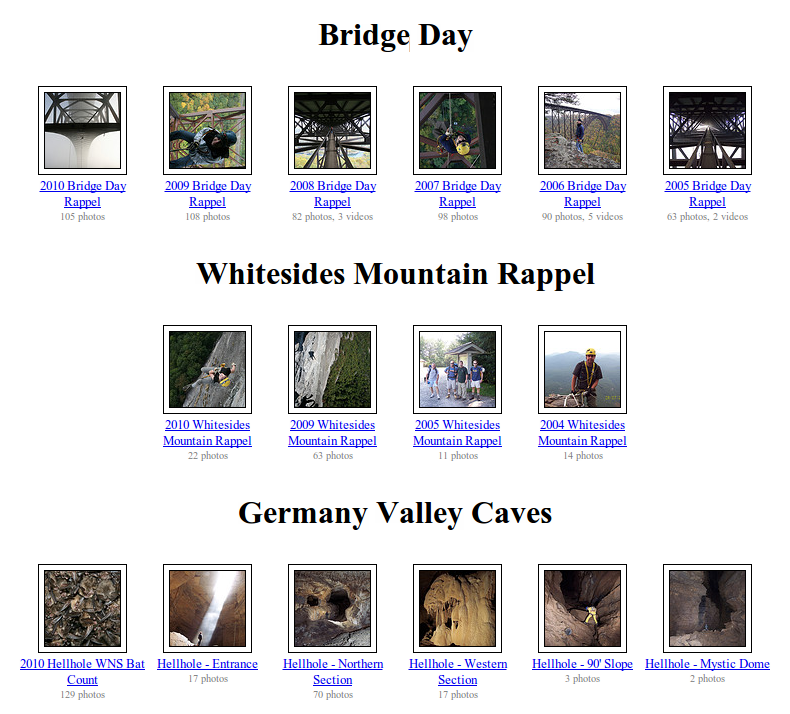 Bridge Day
2010 Bridge Day 2009 Bridge Day 2008 Bridge Day 2007 Bridge Day 2006 Bridge Day 2005 Bridge Day
Rappel Rappel Rappel Rappel Rappel Rappel
105 photos 108 photos 82 photos, 3 videos 98 photos 90 photos, 5 videos 63 photos, 2 videos
Whitesides Mountain Rappel
2010 Whitesides 2009 Whitesides 2005 Whitesides 2004 Whitesides
Mountain Rappel Mountain Rappel Mountain Rappel Mountain Rappel
22 photos 63 photos 11 photos 14 photos
Germany Valley Caves
2010 Hellhole WNS Bat Hellhole - Entrance Hellhole - Northern Hellhole - Western Hellhole - 90' Slope Hellhole - Mystic Dome
Count 17 photos Section Section 3 photos 2 photos
129 photos 70 photos 17 photos